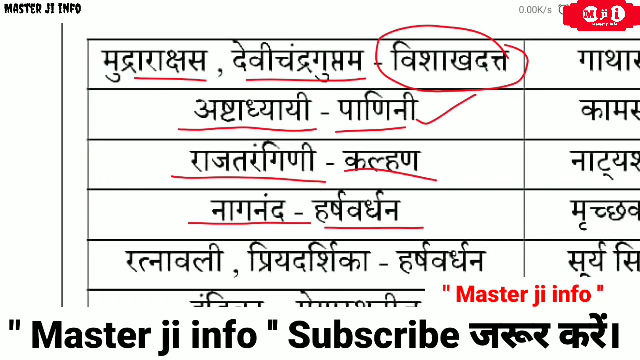 MASTER JI INFO
0.00K/s
Mji
मुद्राराक्षस , देवीचंद्रगुप्तम - विशाखदत्त
अष्टाध्यायी - पाणिनी
राजतरंगिणी - कल्हण
नागनंद - हर्षवर्धन
रत्नावली , प्रियदर्शिका - हर्षवर्धन
" Master ji info "
" Master ji info " Subscribe जरूर करें।